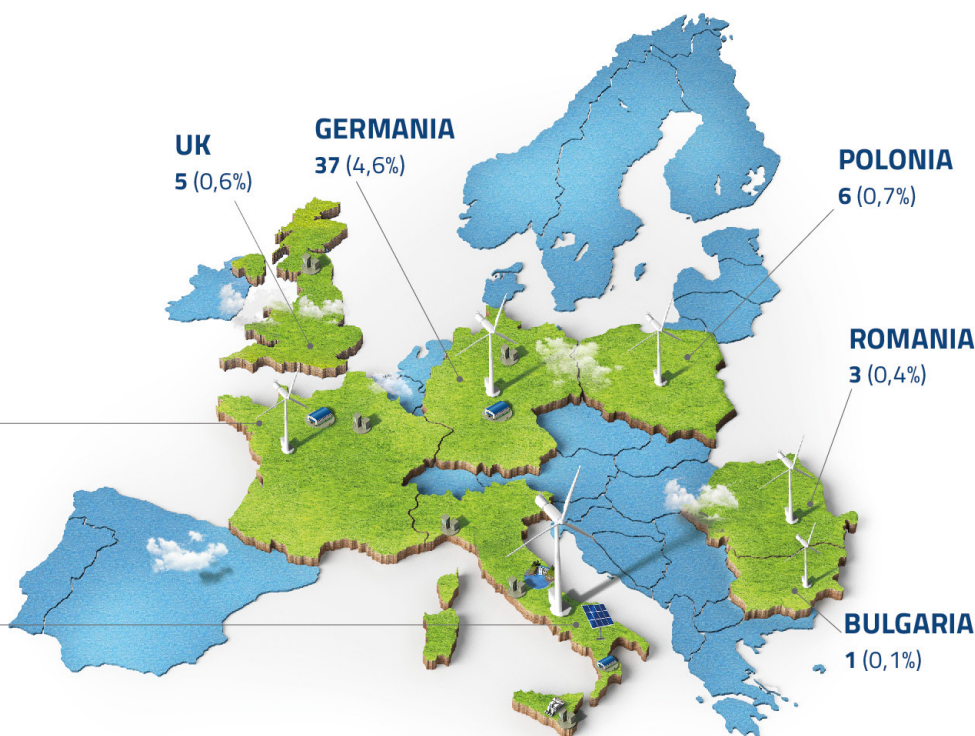 UK
5 (0,6%)
GERMANIA
37 (4,6%)
POLONIA
6 (0,7%)
ROMANIA
3 (0,4%)
BULGARIA
1 (0,1%)